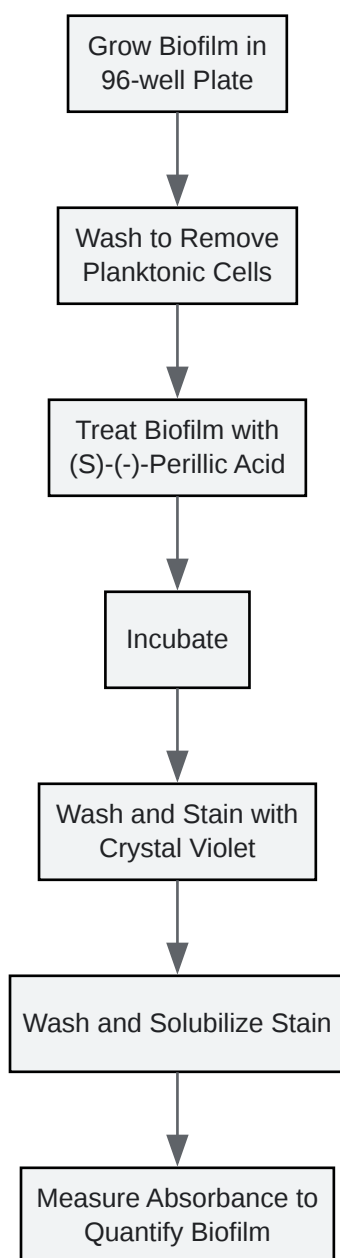 Grow Biofilm in
96-well Plate
Wash to Remove
Planktonic Cells
Treat Biofilm with
(S)-(-)-Perillic Acid
Incubate
Wash and Stain with
Crystal Violet
Wash and Solubilize Stain
Measure Absorbance to
Quantify Biofilm